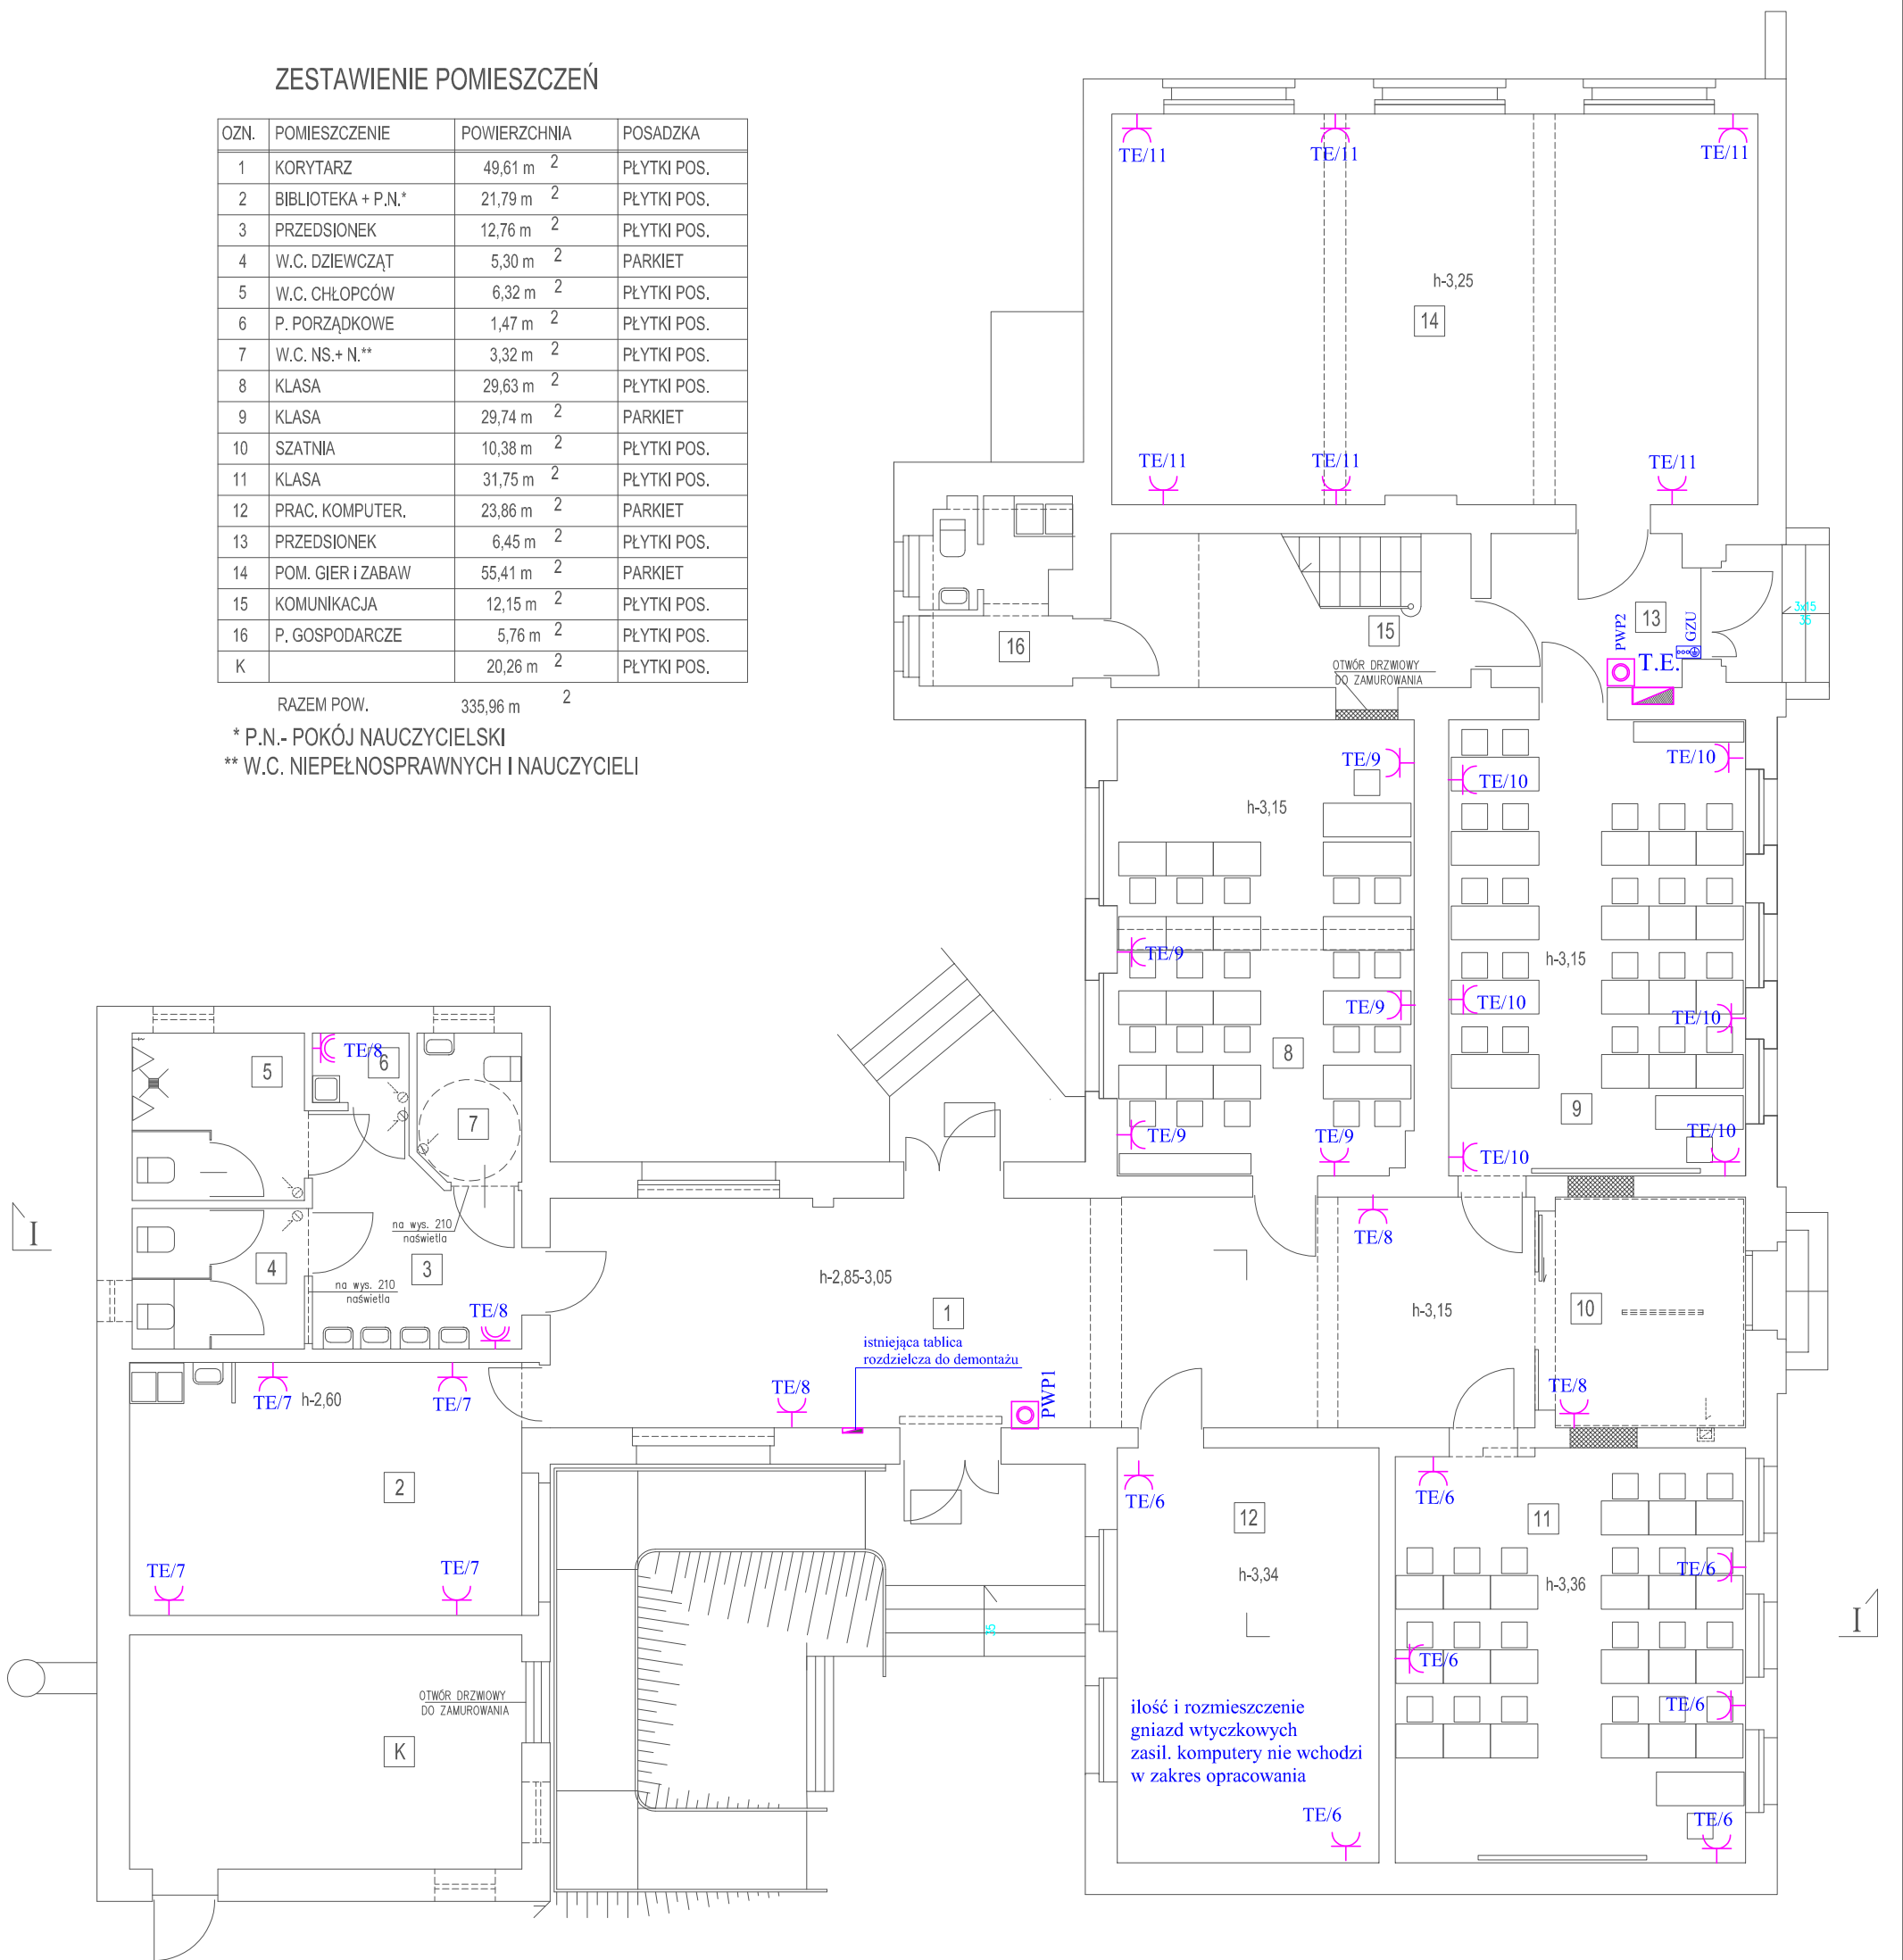 ZESTAWIENIE POMIESZCZEŃ
OZN. POMIESZCZENIE POWIERZCHNIA POSADZKA
1 KORYTARZ 49,61 m 2 PŁYTKI POS.
2 BIBLIOTEKA + P.N.* 21,79 m 2 PŁYTKI POS.
3 PRZEDSIONEK 12,76 m 2 PŁYTKI POS.
4 W.C. DZIEWCZĄT 5,30 m 2 PARKIET
5 W.C. CHŁOPCÓW 6,32 m 2 PŁYTKI POS.
6 P. PORZĄDKOWE 1,47 m 2 PŁYTKI POS.
7 W.C. NS.+ N.** 3,32 m 2 PŁYTKI POS.
8 KLASA 29,63 m 2 PŁYTKI POS.
9 KLASA 29,74 m 2 PARKIET
10 SZATNIA 10,38 m 2 PŁYTKI POS.
11 KLASA 31,75 m 2 PŁYTKI POS.
12 PRAC. KOMPUTER. 23,86 m 2 PARKIET
13 PRZEDSIONEK 6,45 m 2 PŁYTKI POS.
14 POM. GIER i ZABAW 55,41 m 2 PARKIET
15 KOMUNIKACJA 12,15 m 2 PŁYTKI POS.
16 P. GOSPODARCZE 5,76 m 2 PŁYTKI POS.
K 20,26 m 2 PŁYTKI POS.
RAZEM POW. 335,96 m 2
* P.N.- POKÓJ NAUCZYCIELSKI
** W.C. NIEPEŁNOSPRAWNYCH I NAUCZYCIELI
TE/11 TE/11 TE/11
h-3,25
14
TE/11 TE/11 TE/11
16
15
OTWÓR DRZWIOWY
DO ZAMUROWANIA
13
PWP2
GZU
T.E.
3x15
35
TE/9
TE/10
TE/10
h-3,15
TE/9
h-3,15
TE/9
TE/10
TE/10
8
9
TE/9
TE/9
TE/10
TE/10
5
TE/8
6
7
na wys. 210
naświetla
4
3
na wys. 210
naświetla
TE/8
I
h-2,85-3,05
1
istniejąca tablica
rozdzielcza do demontażu
TE/8
PWP1
TE/8
h-3,15
10
TE/8
TE/7
h-2,60
TE/7
2
TE/7
TE/7
OTWÓR DRZWIOWY
DO ZAMUROWANIA
K
35
TE/6
12
h-3,34
ilość i rozmieszczenie
gniazd wtyczkowych
zasil. komputery nie wchodzi
w zakres opracowania
TE/6
TE/6
11
h-3,36
TE/6
TE/6
TE/6
TE/6
I